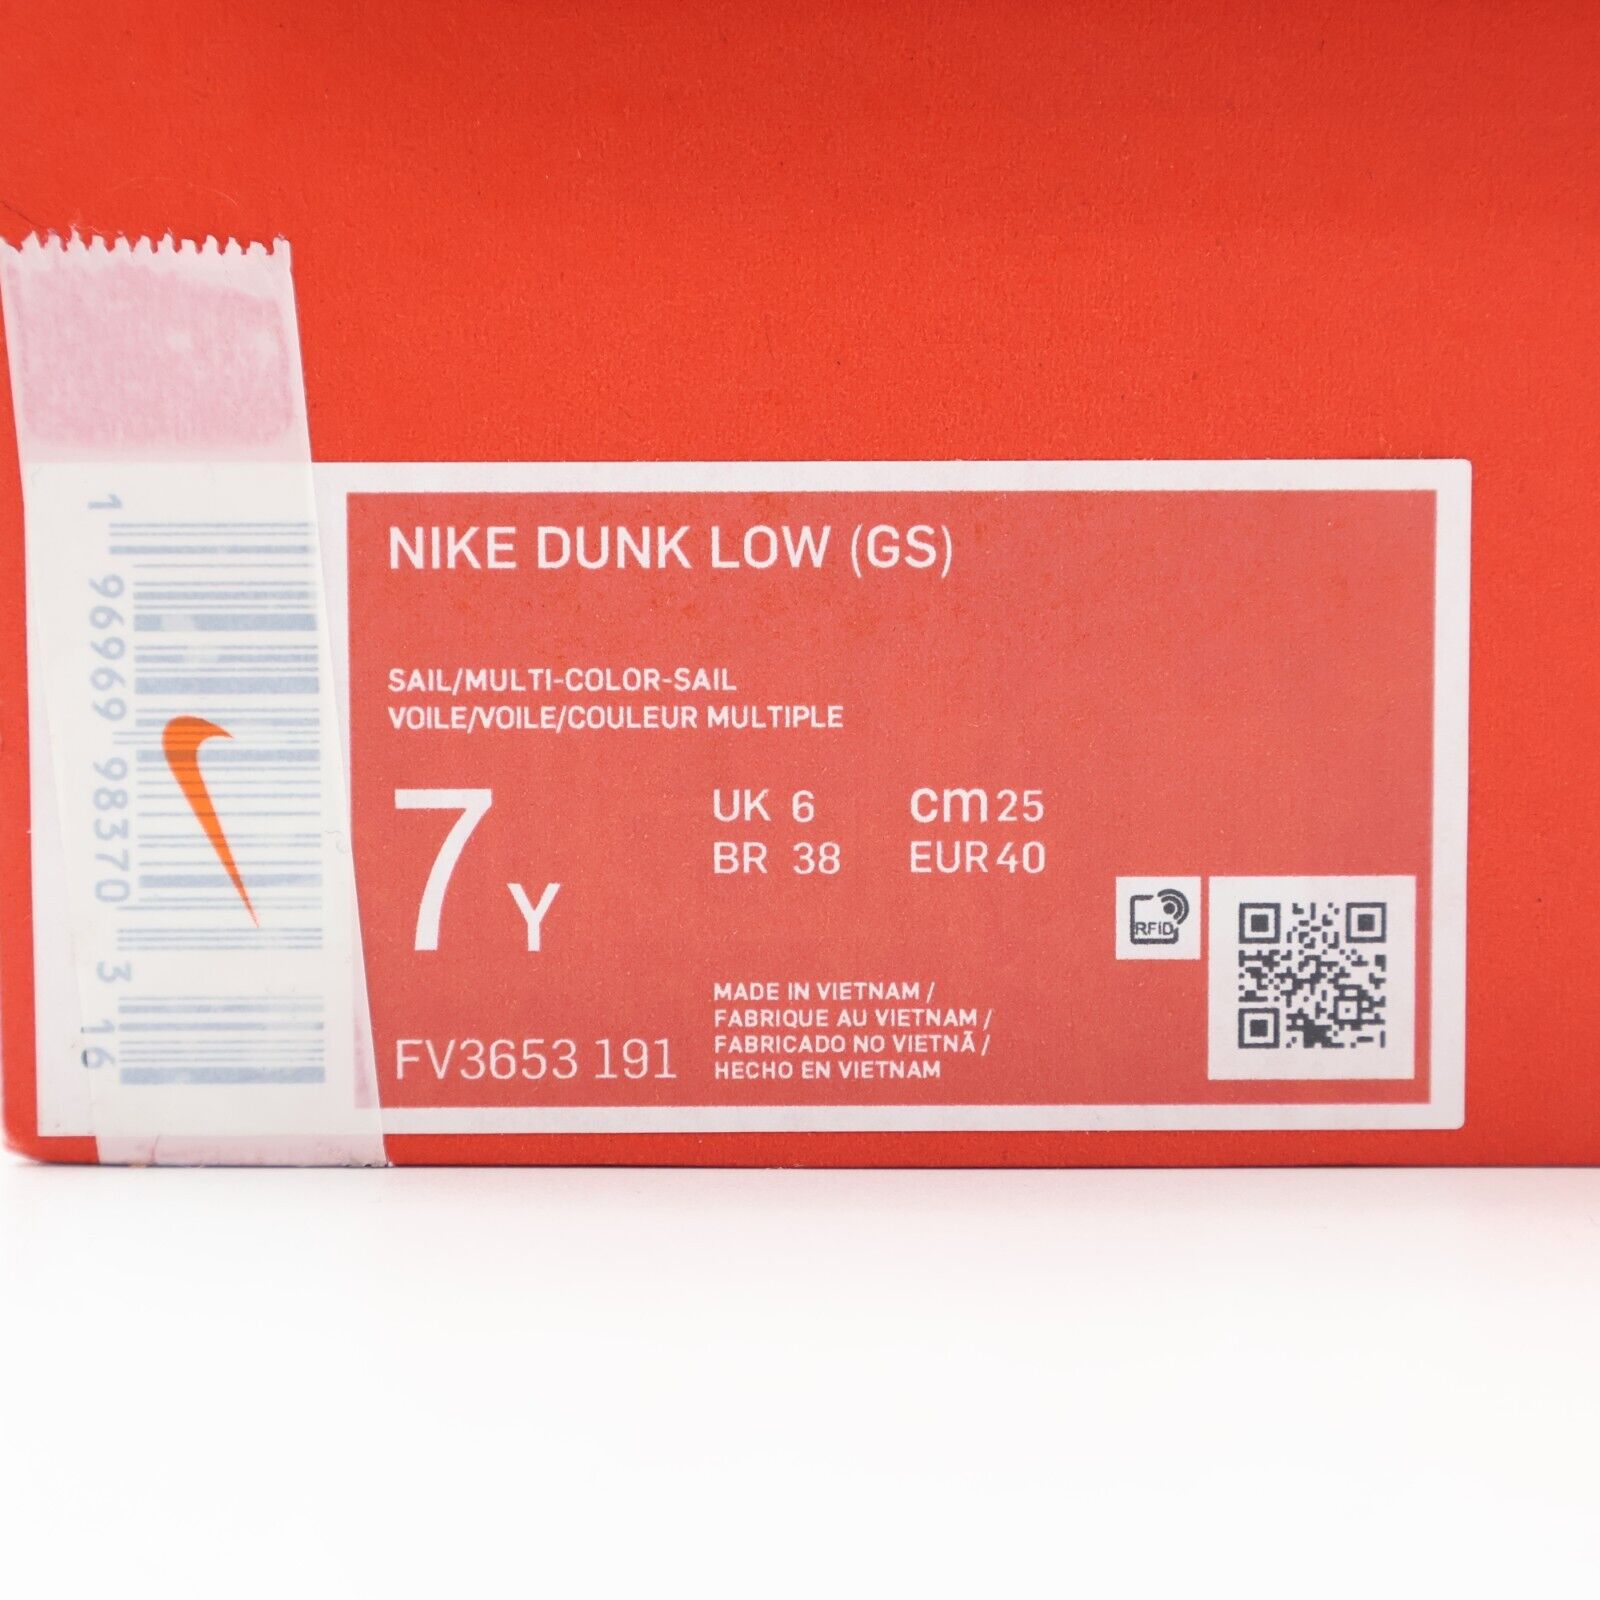 1 96969 98370 3 16
NIKE DUNK LOW (GS)
SAIL/MULTI-COLOR-SAIL
VOILE/VOILE/COULEUR MULTIPLE
7 Y
UK 6 cm 25
BR 38 EUR 40
RFID
FV3653 191
MADE IN VIETNAM /
FABRIQUE AU VIETNAM /
FABRICADO NO VIETNÃ /
HECHO EN VIETNAM